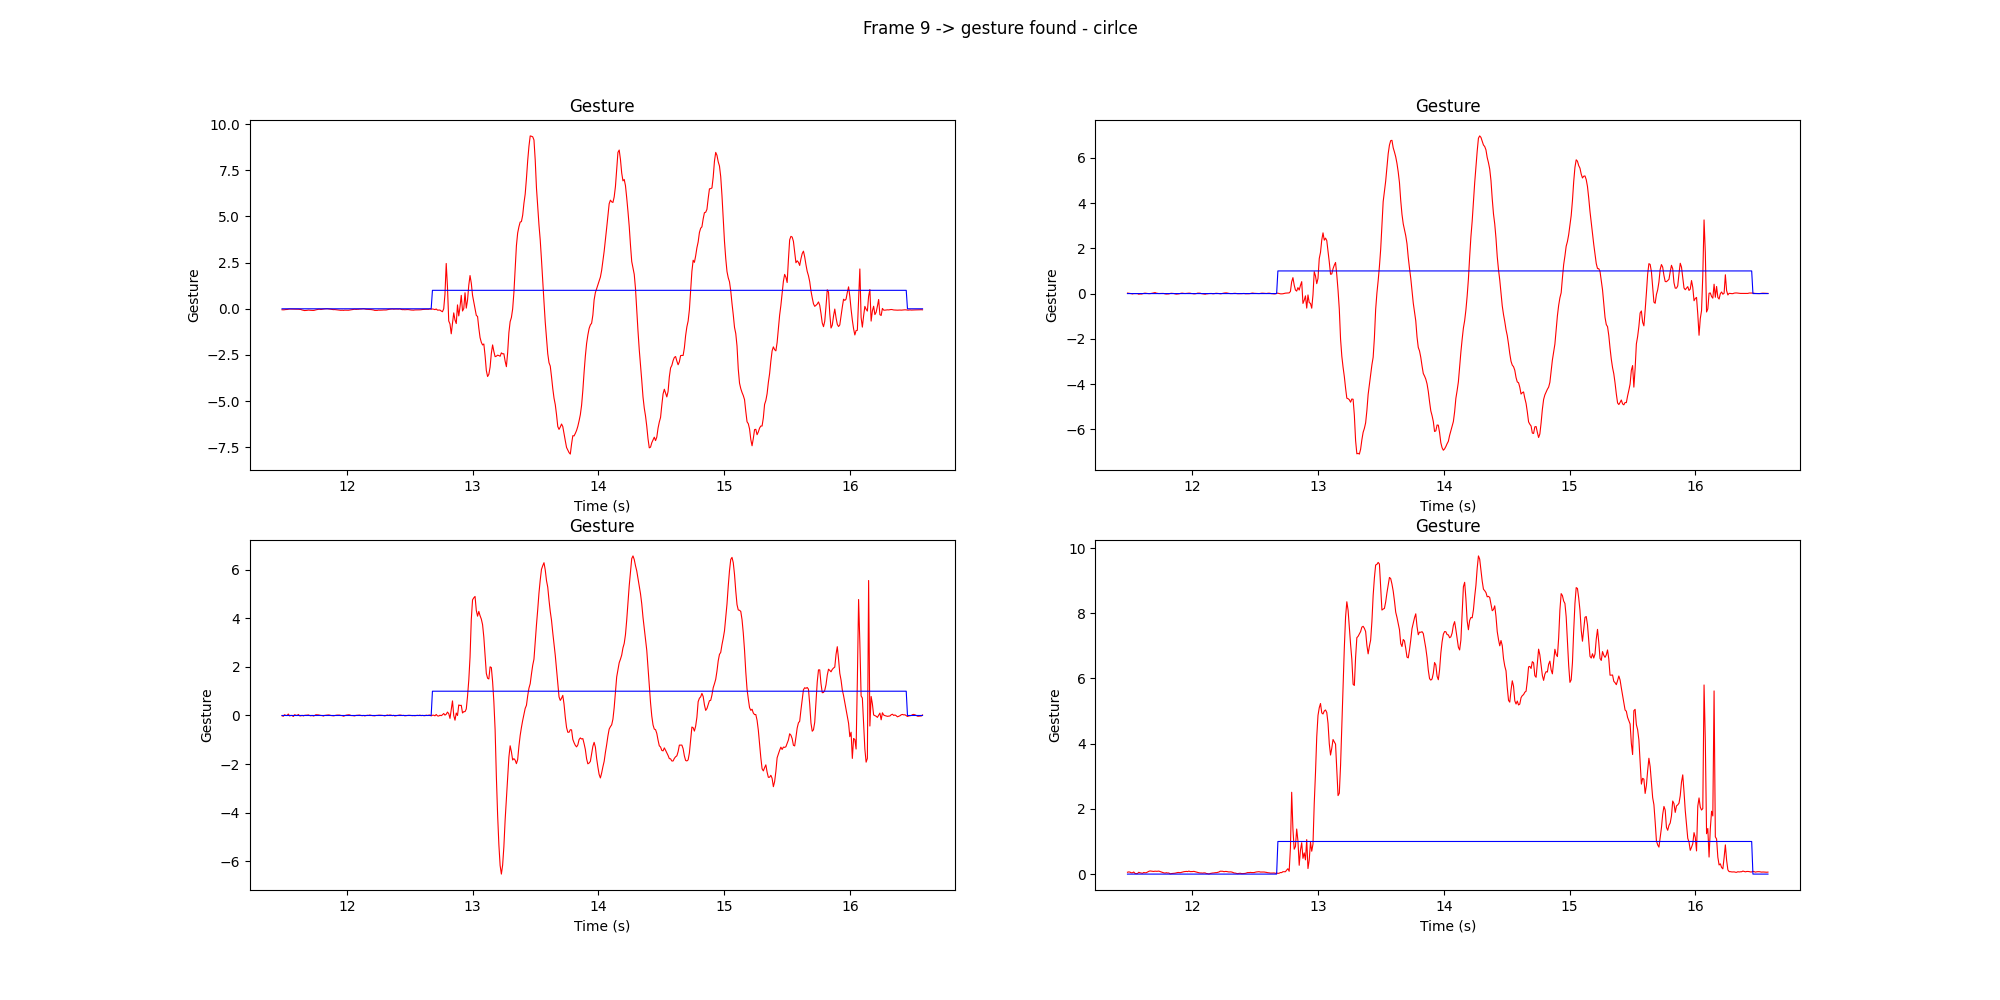 Frame 9 -> gesture found - cirlce
Gesture
10.0
7.5
5.0
2.5
0.0
−2.5
−5.0
−7.5
Gesture
12 13 14 15 16
Time (s)
Gesture
6
4
2
0
−2
−4
−6
Gesture
12 13 14 15 16
Time (s)
Gesture
6
4
2
0
−2
−4
−6
Gesture
12 13 14 15 16
Time (s)
Gesture
10
8
6
4
2
0
Gesture
12 13 14 15 16
Time (s)